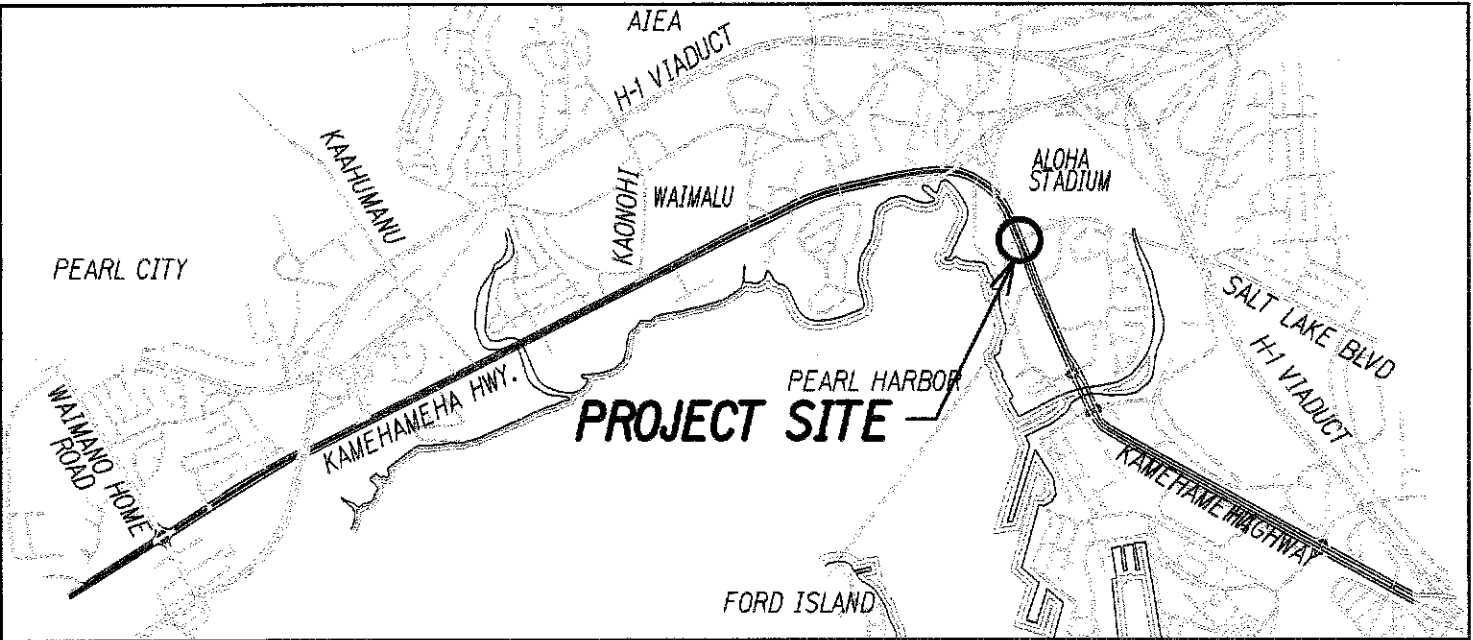 AIEA
H-1 VIADUCT
KAAHUMANU
KAONOHI
WAIMALU
ALOHA
STADIUM
PEARL CITY
SALT LAKE BLVD
H-1 VIADUCT
PEARL HARBOR
PROJECT SITE
KAMEHAMEHA HWY.
WAIMANO HOME
ROAD
KAMEHAMEHA HIGHWAY
FORD ISLAND